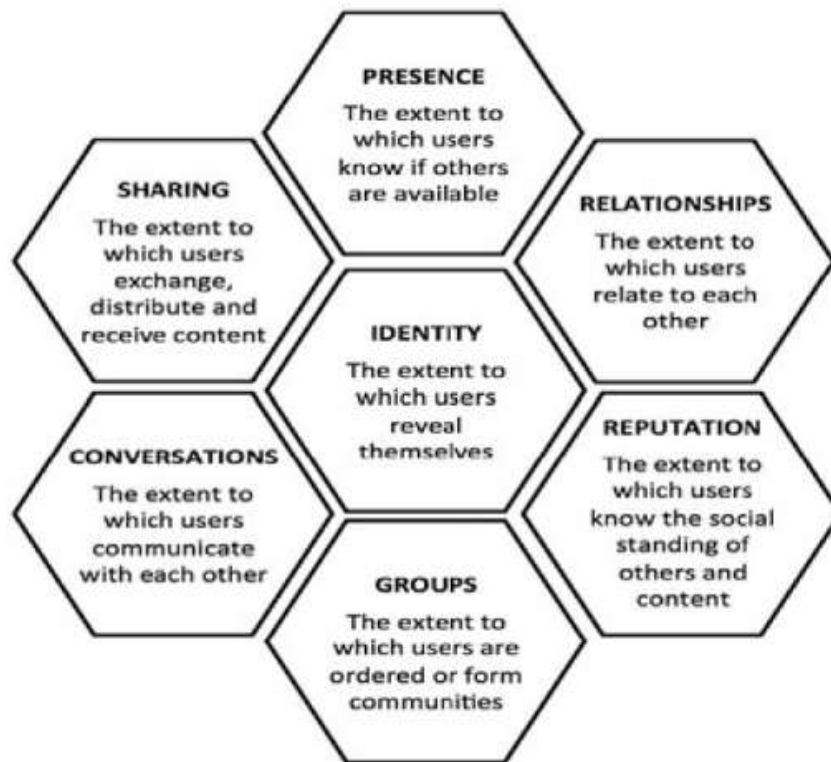 PRESENCE
The extent to
which users
know if others
are available
SHARING
The extent to
which users
exchange,
distribute and
receive content
RELATIONSHIPS
The extent to
which users
relate to each
other
IDENTITY
The extent to
which users
reveal
themselves
CONVERSATIONS
The extent to
which users
communicate
with each other
REPUTATION
The extent to
which users
know the social
standing of
others and
content
GROUPS
The extent to
which users are
ordered or form
communities